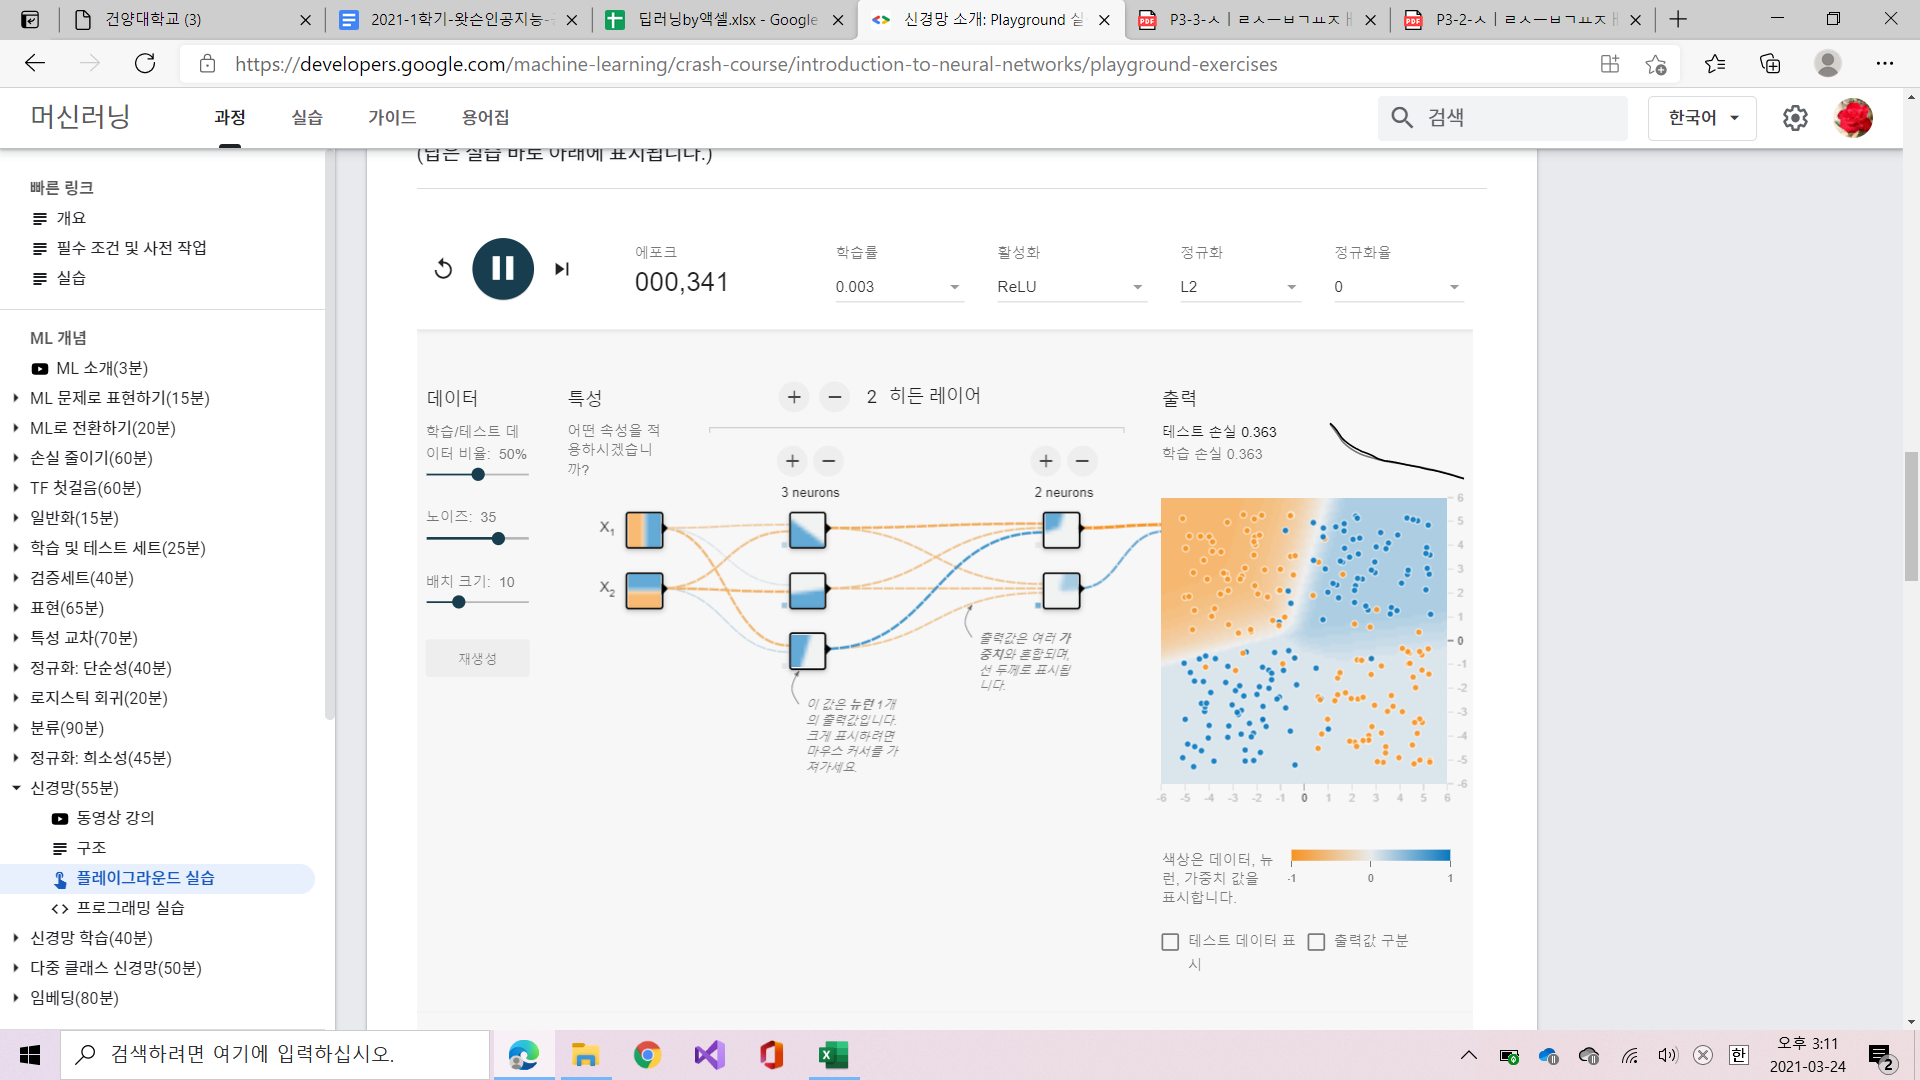 건양대학교 (3)
2021-1학기-왓슨인공지능-
딥러닝by액셀.xlsx - Google
신경망 소개: Playground 실
P3-3-ㅅㅣㄹㅅㅡㅂㄱㅛㅈㅐ
P3-2-ㅅㅣㄹㅅㅡㅂㄱㅛㅈㅐ
https://developers.google.com/machine-learning/crash-course/introduction-to-neural-networks/playground-exercises
머신러닝
과정
실습
가이드
용어집
검색
한국어
(답은 실습 바로 아래에 표시됩니다.)
빠른 링크
개요
필수 조건 및 사전 작업
실습
ML 개념
ML 소개(3분)
ML 문제로 표현하기(15분)
ML로 전환하기(20분)
손실 줄이기(60분)
TF 첫걸음(60분)
일반화(15분)
학습 및 테스트 세트(25분)
검증세트(40분)
표현(65분)
특성 교차(70분)
정규화: 단순성(40분)
로지스틱 회귀(20분)
분류(90분)
정규화: 희소성(45분)
신경망(55분)
동영상 강의
구조
플레이그라운드 실습
프로그래밍 실습
신경망 학습(40분)
다중 클래스 신경망(50분)
임베딩(80분)
에포크
000,341
학습률
0.003
활성화
ReLU
정규화
L2
정규화율
0
데이터
학습/테스트 데
이터 비율: 50%
노이즈: 35
배치 크기: 10
재생성
특성
어떤 속성을 적
용하시겠습니
까?
X1
X2
2 히든 레이어
3 neurons
2 neurons
이 값은 뉴런 1개
의 출력값입니다.
크게 표시하려면
마우스 커서를 가
져가세요.
출력값은 여러 가
중치와 혼합되며,
선 두께로 표시됩
니다.
출력
테스트 손실 0.363
학습 손실 0.363
6
5
4
3
2
1
0
-1
-2
-3
-4
-5
-6
-6 -5 -4 -3 -2 -1 0 1 2 3 4 5 6
색상은 데이터, 뉴
런, 가중치 값을
표시합니다.
-1 0 1
테스트 데이터 표
시
출력값 구분
검색하려면 여기에 입력하십시오.
한
오후 3:11
2021-03-24
2